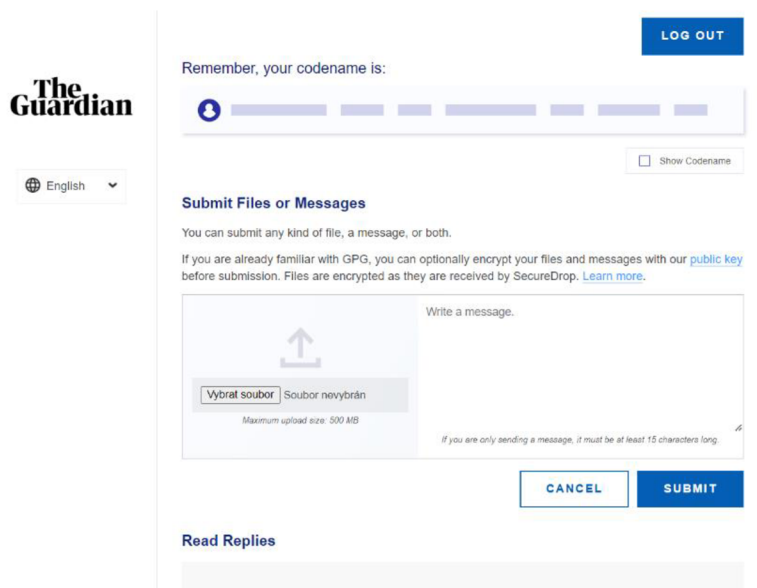 LOG OUT
Remember, your codename is:
The
Guardian
Show Codename
English
Submit Files or Messages
You can submit any kind of file, a message, or both.
If you are already familiar with GPG, you can optionally encrypt your files and messages with our public key
before submission. Files are encrypted as they are received by SecureDrop. Learn more.
Write a message.
Vybrat soubor Soubor nevybrán
Maximum upload size: 500 MB
If you are only sending a message, it must be at least 15 characters long.
CANCEL SUBMIT
Read Replies